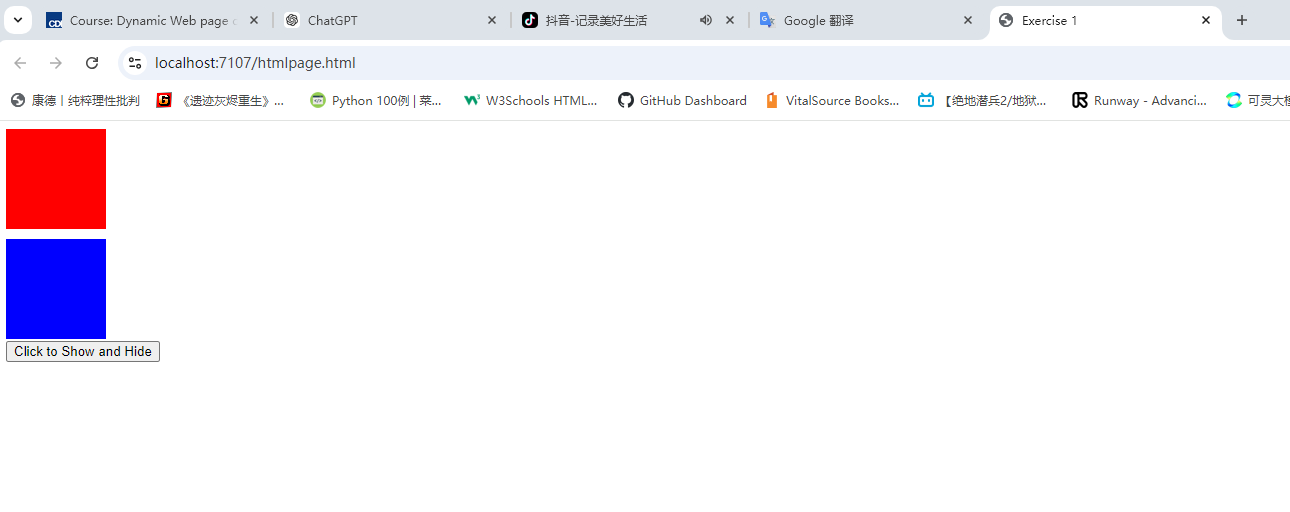 Course: Dynamic Web page
ChatGPT
抖音-记录美好生活
Google 翻译
Exercise 1
localhost:7107/htmlpage.html
康德丨纯粹理性批判
《遗迹灰烬重生》...
Python 100例 | 菜...
W3Schools HTML...
GitHub Dashboard
VitalSource Books...
【绝地潜兵2/地狱...
Runway - Advanci...
可灵大
Click to Show and Hide